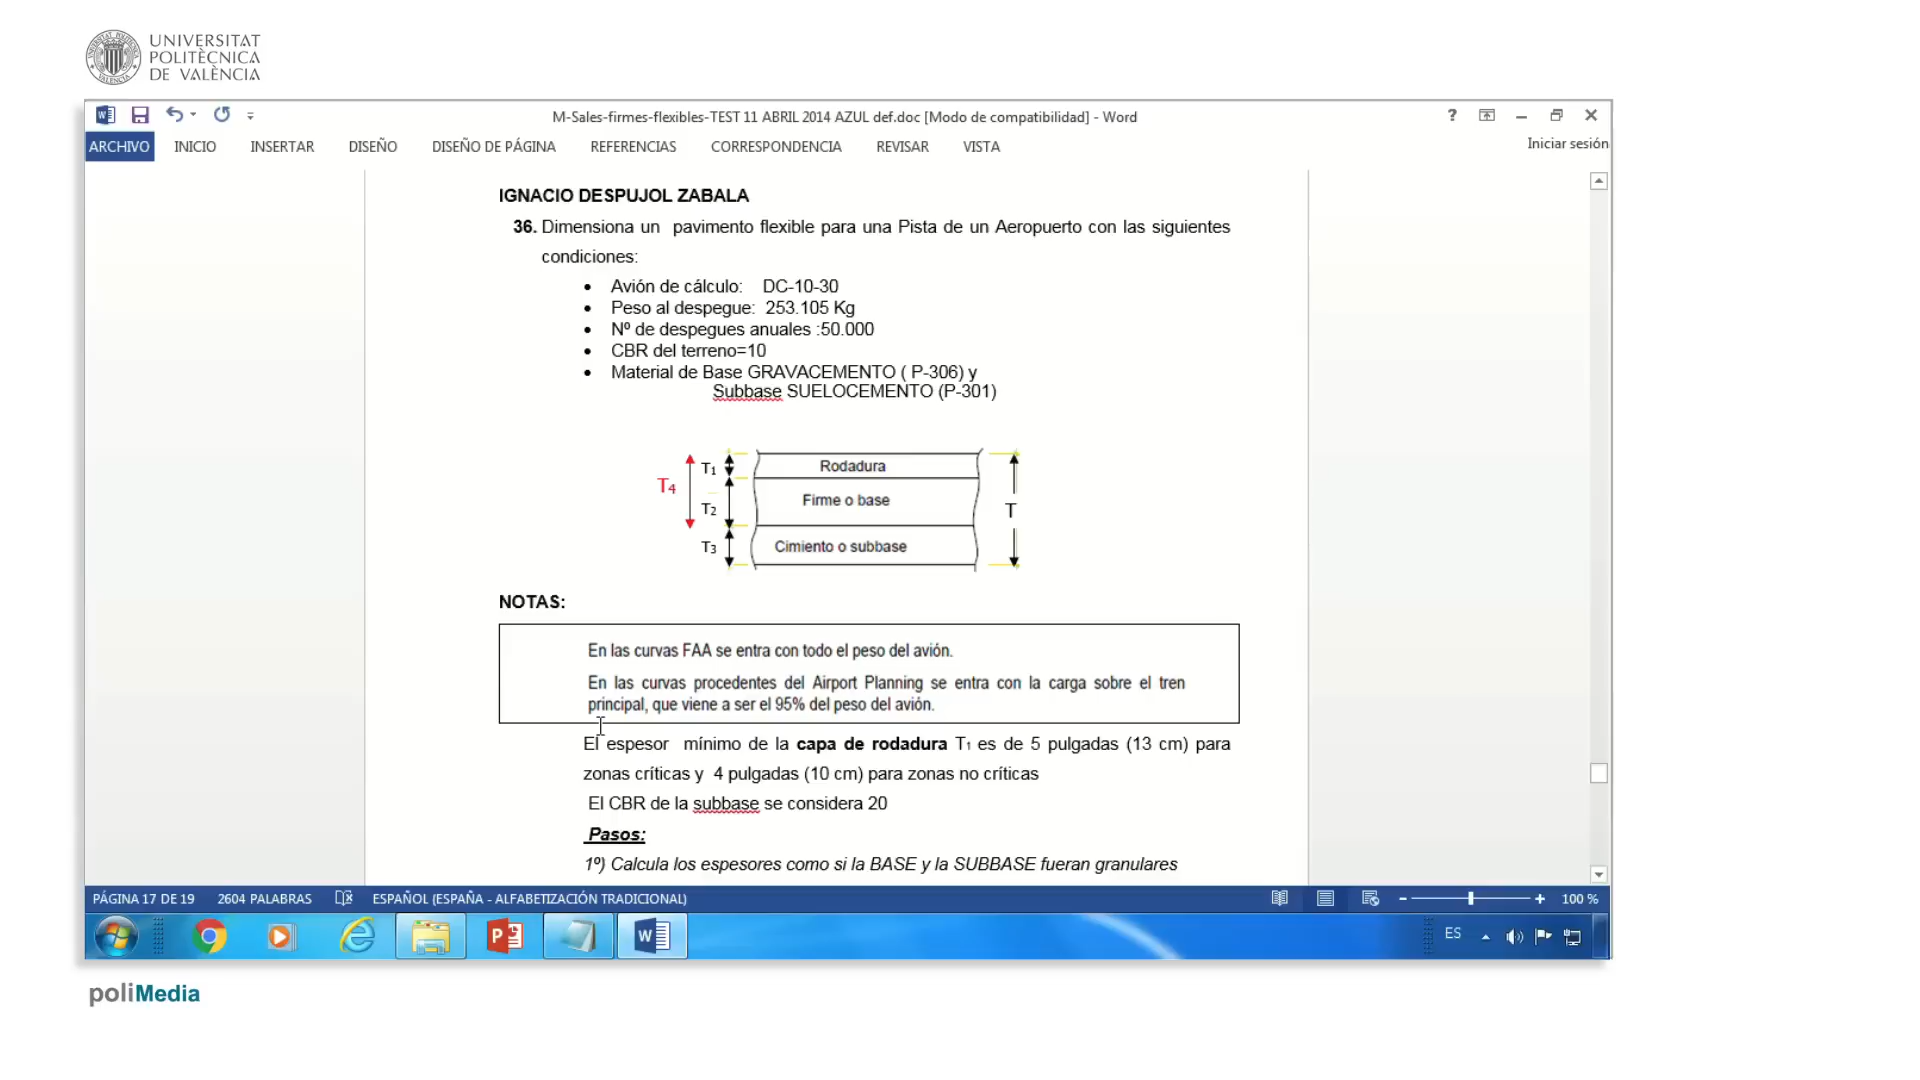 UNIVERSITAT
POLITÈCNICA
DE VALÈNCIA
M-Sales-firmes-flexibles-TEST 11 ABRIL 2014 AZUL def.doc [Modo de compatibilidad] - Word
?
ARCHIVO INICIO INSERTAR DISEÑO DISEÑO DE PÁGINA REFERENCIAS CORRESPONDENCIA REVISAR VISTA
Iniciar sesión
IGNACIO DESPUJOL ZABALA
36. Dimensiona un pavimento flexible para una Pista de un Aeropuerto con las siguientes
condiciones:
• Avión de cálculo: DC-10-30
• Peso al despegue: 253.105 Kg
• Nº de despegues anuales :50.000
• CBR del terreno=10
• Material de Base GRAVACEMENTO ( P-306) y
Subbase SUELOCEMENTO (P-301)
T4
T1
Rodadura
T2
Firme o base
T3
Cimiento o subbase
T
NOTAS:
En las curvas FAA se entra con todo el peso del avión.
En las curvas procedentes del Airport Planning se entra con la carga sobre el tren
principal, que viene a ser el 95% del peso del avión.
El espesor mínimo de la capa de rodadura T1 es de 5 pulgadas (13 cm) para
zonas críticas y 4 pulgadas (10 cm) para zonas no críticas
El CBR de la subbase se considera 20
Pasos:
1º) Calcula los espesores como si la BASE y la SUBBASE fueran granulares
PÁGINA 17 DE 19 2604 PALABRAS ESPAÑOL (ESPAÑA - ALFABETIZACIÓN TRADICIONAL) 100 %
ES
poliMedia